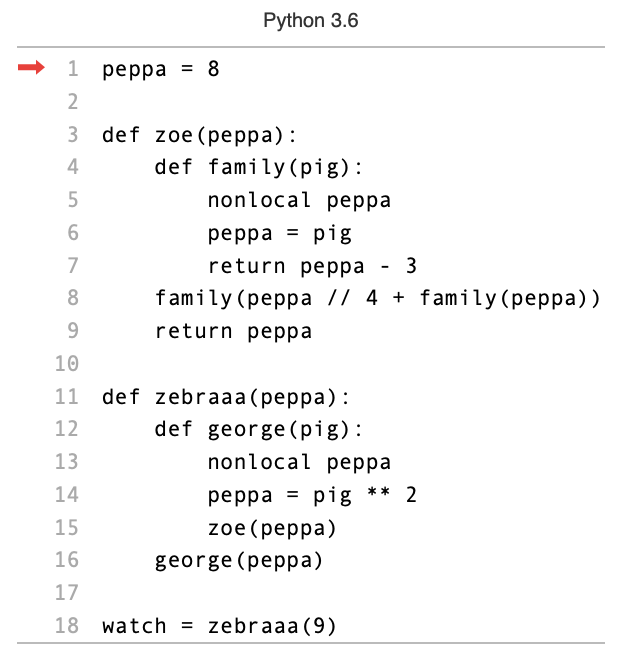 Python 3.6
1 peppa = 8
2
3 def zoe(peppa):
4     def family(pig):
5         nonlocal peppa
6         peppa = pig
7         return peppa - 3
8     family(peppa // 4 + family(peppa))
9     return peppa
10
11 def zebraaa(peppa):
12     def george(pig):
13         nonlocal peppa
14         peppa = pig ** 2
15         zoe(peppa)
16     george(peppa)
17
18 watch = zebraaa(9)